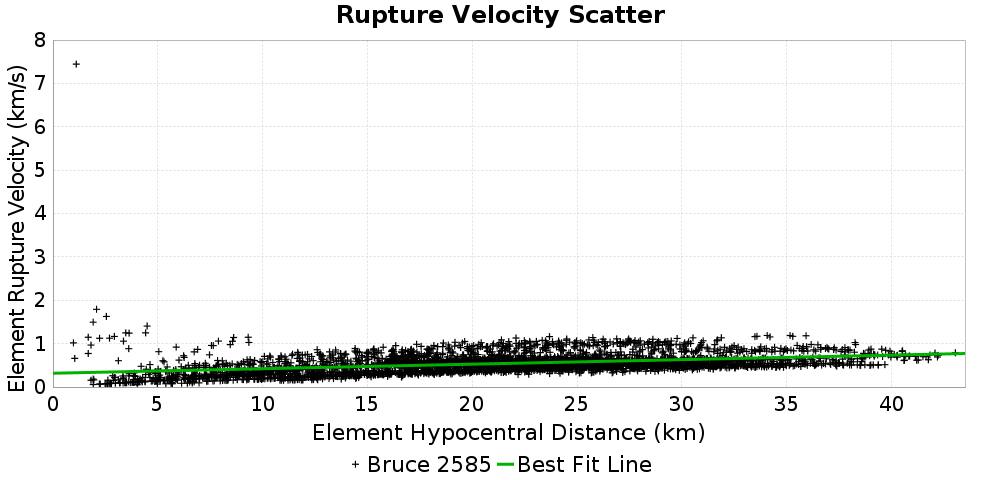 Rupture Velocity Scatter
Element Rupture Velocity (km/s)
8
7
6
5
4
3
2
1
0
0 5 10 15 20 25 30 35 40
Element Hypocentral Distance (km)
Bruce 2585 Best Fit Line